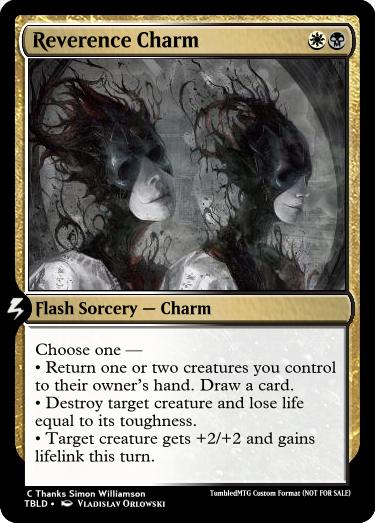 Reverence Charm
Flash Sorcery — Charm
Choose one —
• Return one or two creatures you control
to their owner's hand. Draw a card.
• Destroy target creature and lose life
equal to its toughness.
• Target creature gets +2/+2 and gains
lifelink this turn.
C Thanks Simon Williamson
TBLD • Vladislav Orlowski
TumbledMTG Custom Format (NOT FOR SALE)